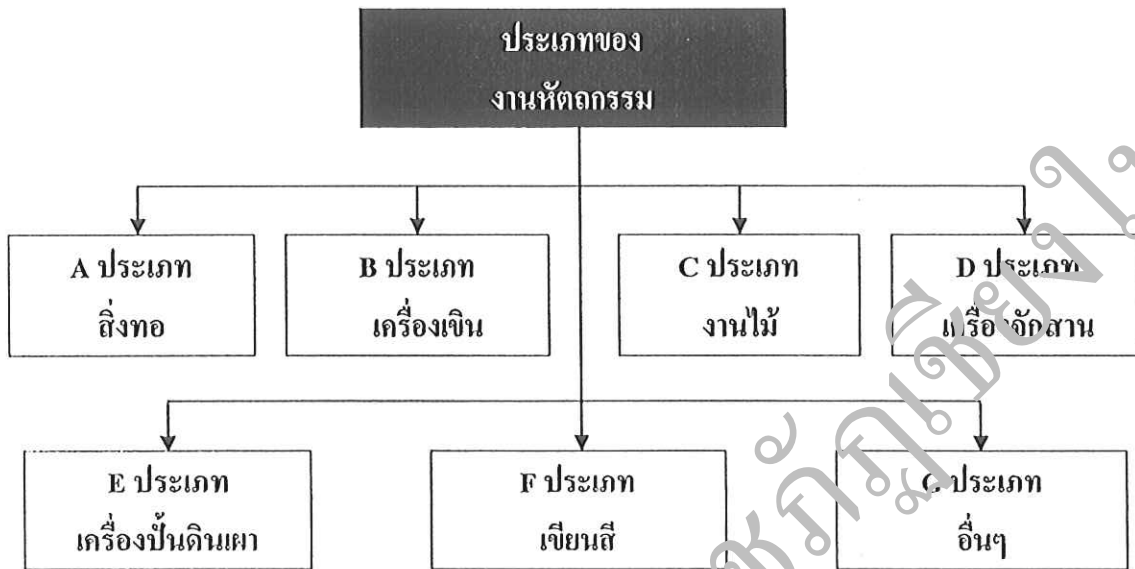 ประเภทของ
งานหัตถกรรม
A ประเภท
สิ่งทอ
B ประเภท
เครื่องเขิน
C ประเภท
งานไม้
D ประเภท
เครื่องจักสาน
E ประเภท
เครื่องปั้นดินเผา
F ประเภท
เขียนสี
G ประเภท
อื่นๆ